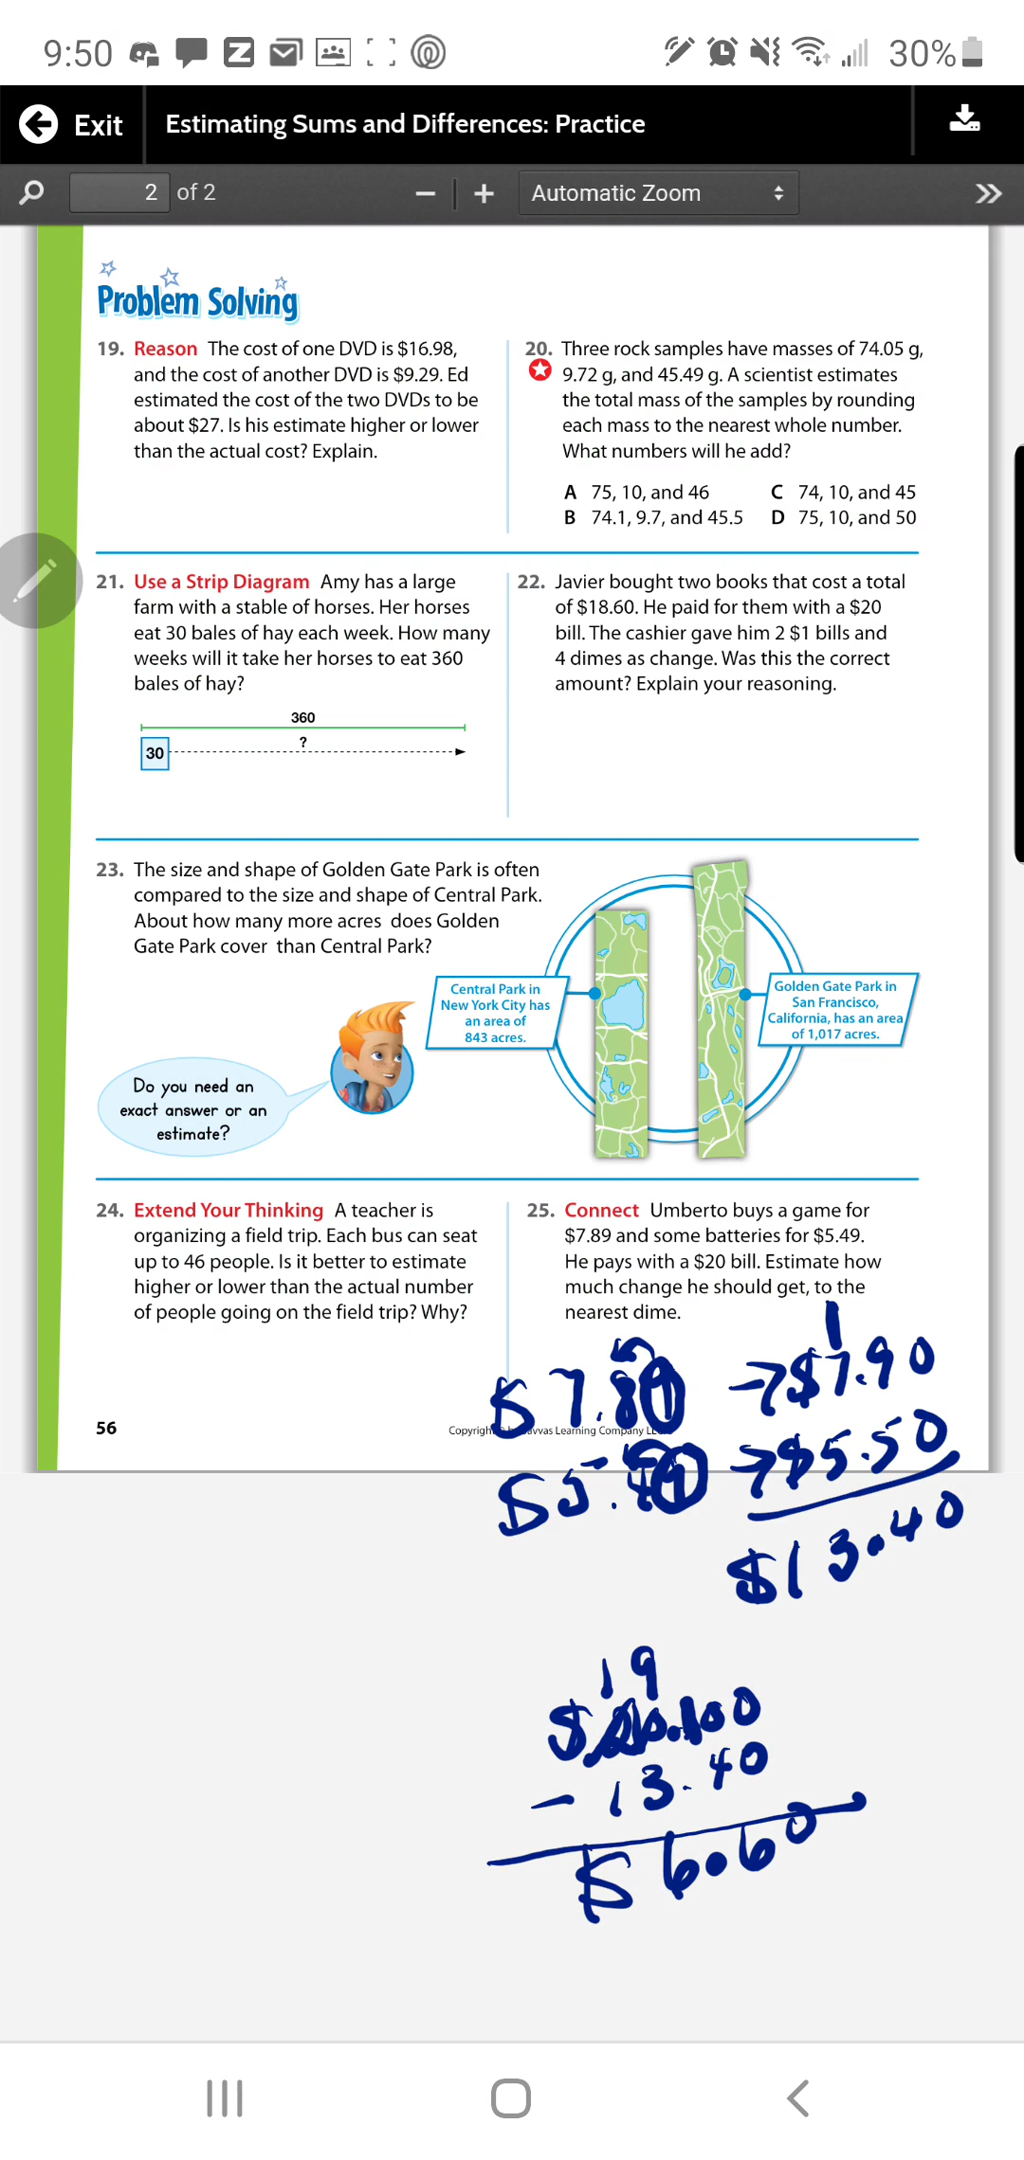 9:50 Z 30%
Exit Estimating Sums and Differences: Practice
2 of 2 − + Automatic Zoom
Problem Solving
19. Reason The cost of one DVD is $16.98,
and the cost of another DVD is $9.29. Ed
estimated the cost of the two DVDs to be
about $27. Is his estimate higher or lower
than the actual cost? Explain.
20. Three rock samples have masses of 74.05 g,
9.72 g, and 45.49 g. A scientist estimates
the total mass of the samples by rounding
each mass to the nearest whole number.
What numbers will he add?
A 75, 10, and 46 C 74, 10, and 45
B 74.1, 9.7, and 45.5 D 75, 10, and 50
21. Use a Strip Diagram Amy has a large
farm with a stable of horses. Her horses
eat 30 bales of hay each week. How many
weeks will it take her horses to eat 360
bales of hay?
360
?
30
22. Javier bought two books that cost a total
of $18.60. He paid for them with a $20
bill. The cashier gave him 2 $1 bills and
4 dimes as change. Was this the correct
amount? Explain your reasoning.
23. The size and shape of Golden Gate Park is often
compared to the size and shape of Central Park.
About how many more acres does Golden
Gate Park cover than Central Park?
Central Park in
New York City has
an area of
843 acres.
Golden Gate Park in
San Francisco,
California, has an area
of 1,017 acres.
Do you need an
exact answer or an
estimate?
24. Extend Your Thinking A teacher is
organizing a field trip. Each bus can seat
up to 46 people. Is it better to estimate
higher or lower than the actual number
of people going on the field trip? Why?
25. Connect Umberto buys a game for
$7.89 and some batteries for $5.49.
He pays with a $20 bill. Estimate how
much change he should get, to the
nearest dime.
1
$7.89 → $7.90
$5.49 → $5.50
$13.40
56
Copyright Savvas Learning Company LLC
19
$20.100
− 13.40
$6.60